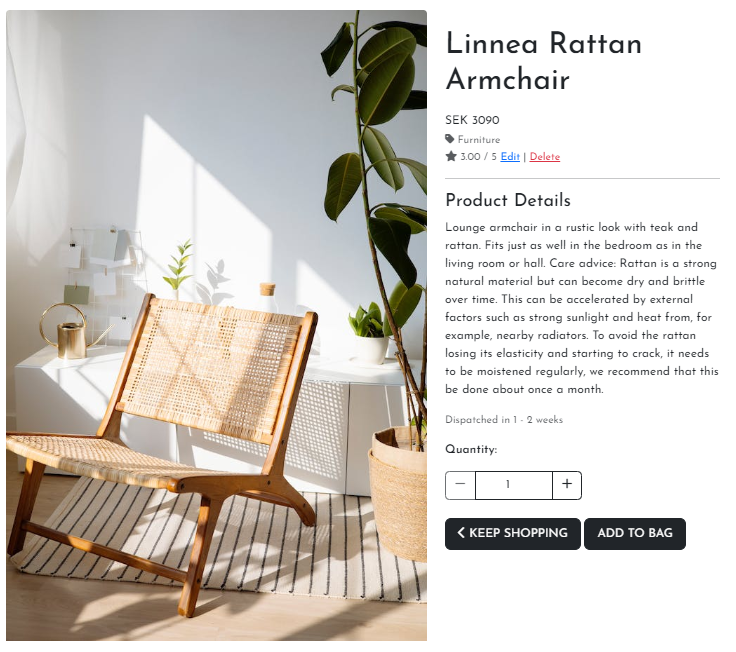 Linnea Rattan
Armchair
SEK 3090
Furniture
3.00 / 5 Edit | Delete
Product Details
Lounge armchair in a rustic look with teak and
rattan. Fits just as well in the bedroom as in the
living room or hall. Care advice: Rattan is a strong
natural material but can become dry and brittle
over time. This can be accelerated by external
factors such as strong sunlight and heat from, for
example, nearby radiators. To avoid the rattan
losing its elasticity and starting to crack, it needs
to be moistened regularly, we recommend that this
be done about once a month.
Dispatched in 1 - 2 weeks
Quantity:
− 1 +
KEEP SHOPPING ADD TO BAG